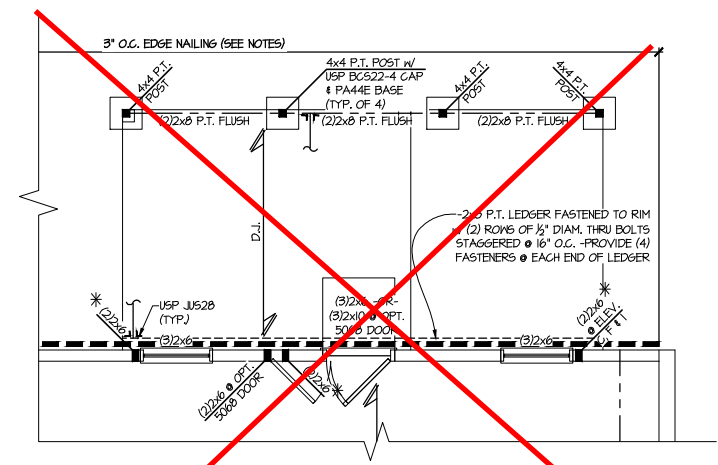 3" O.C. EDGE NAILING (SEE NOTES)
4x4 P.T.
POST
4x4 P.T. POST W/
USP BCS22-4 CAP
& PA44E BASE
(TYP. OF 4)
4x4 P.T.
POST
4x4 P.T.
POST
(2)2x8 P.T. FLUSH
(2)2x8 P.T. FLUSH
(2)2x8 P.T. FLUSH
D.J.
P.T. LEDGER FASTENED TO RIM
(2) ROWS OF ½" DIAM. THRU BOLTS
STAGGERED @ 16" O.C. -PROVIDE (4)
FASTENERS @ EACH END OF LEDGER
USP JUS28
(TYP.)
(2)2x6
(3)2x6 -OR-
(3)2x10 @ OPT.
5068 DOOR
(2)2x6
@ ELEV.
C, F & T
(3)2x6
(3)2x6
(2)2x6 @ OPT.
5068 DOOR
(2)2x6